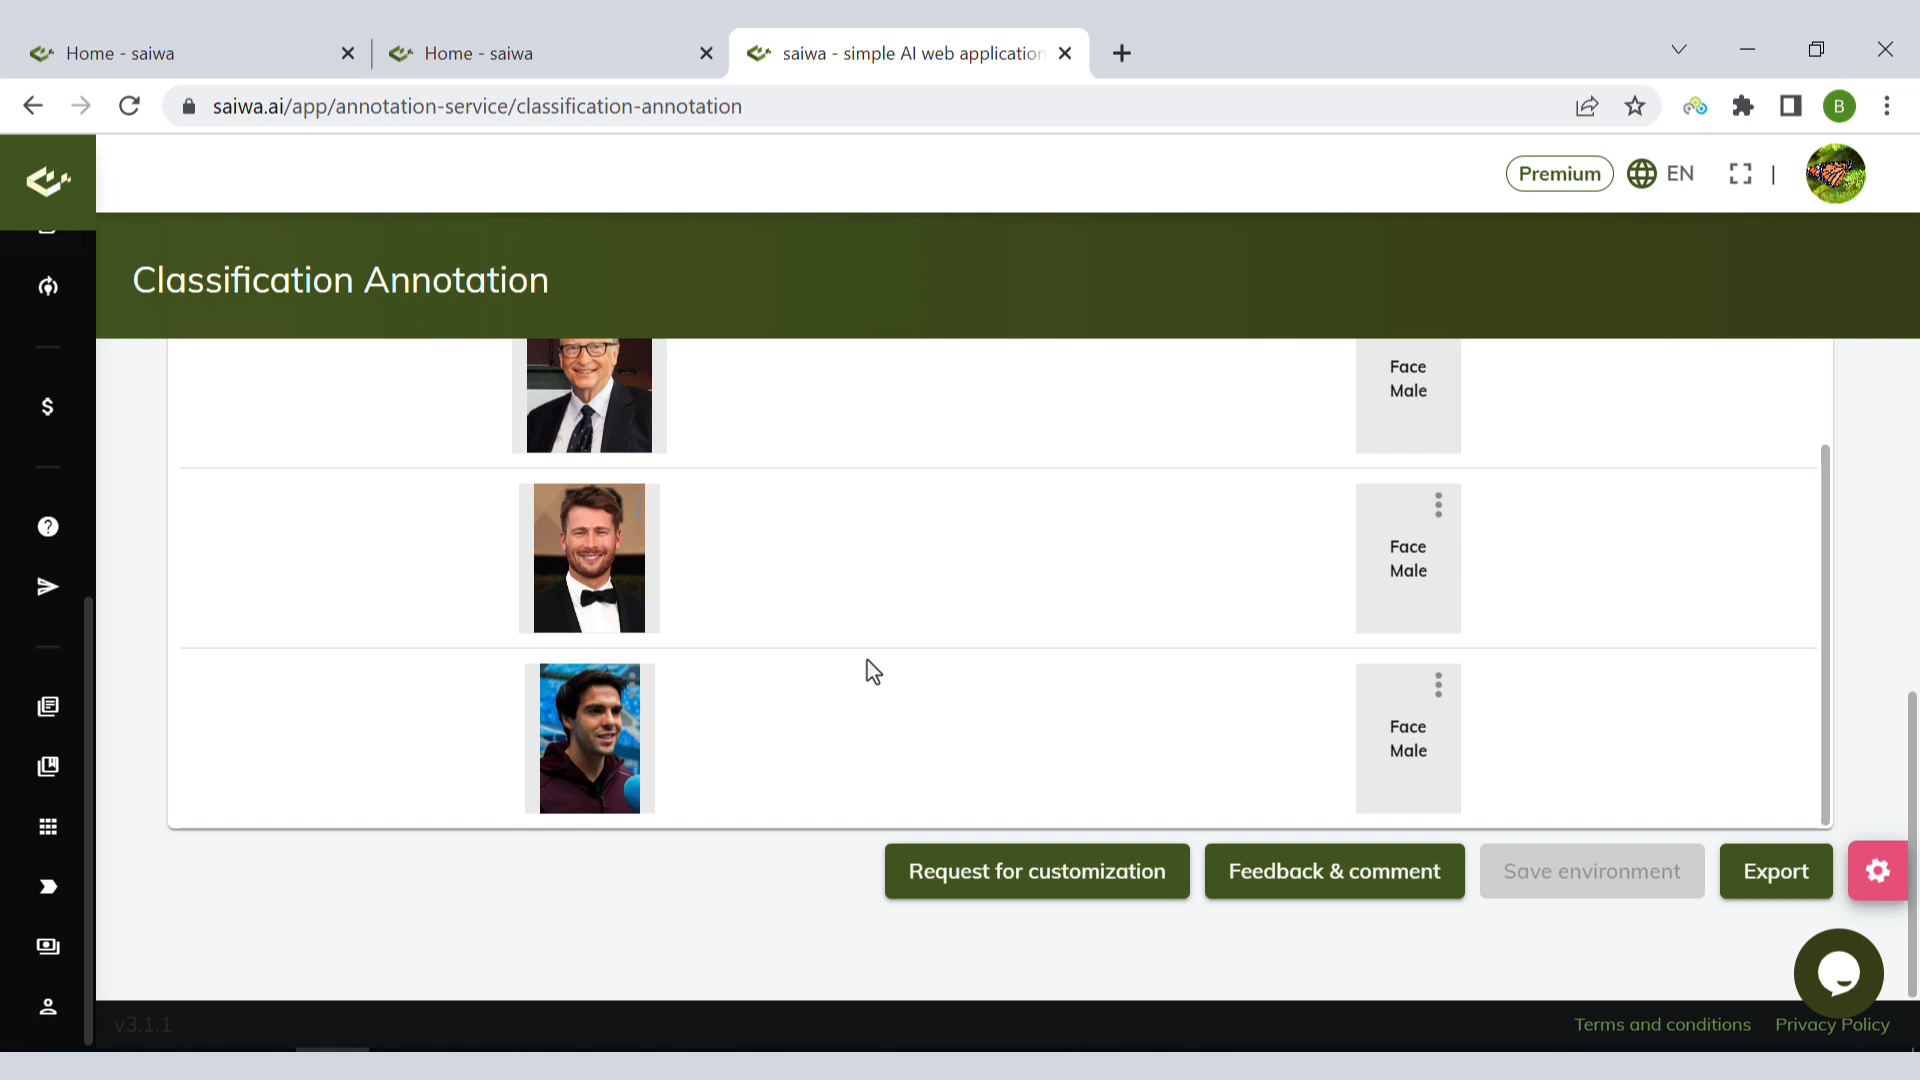 Home - saiwa
Home - saiwa
saiwa - simple AI web application
saiwa.ai/app/annotation-service/classification-annotation
B
Premium
EN
|
Classification Annotation
$
?
Face
Male
Face
Male
Face
Male
Request for customization
Feedback & comment
Save environment
Export
v3.1.1
Terms and conditions
Privacy Policy